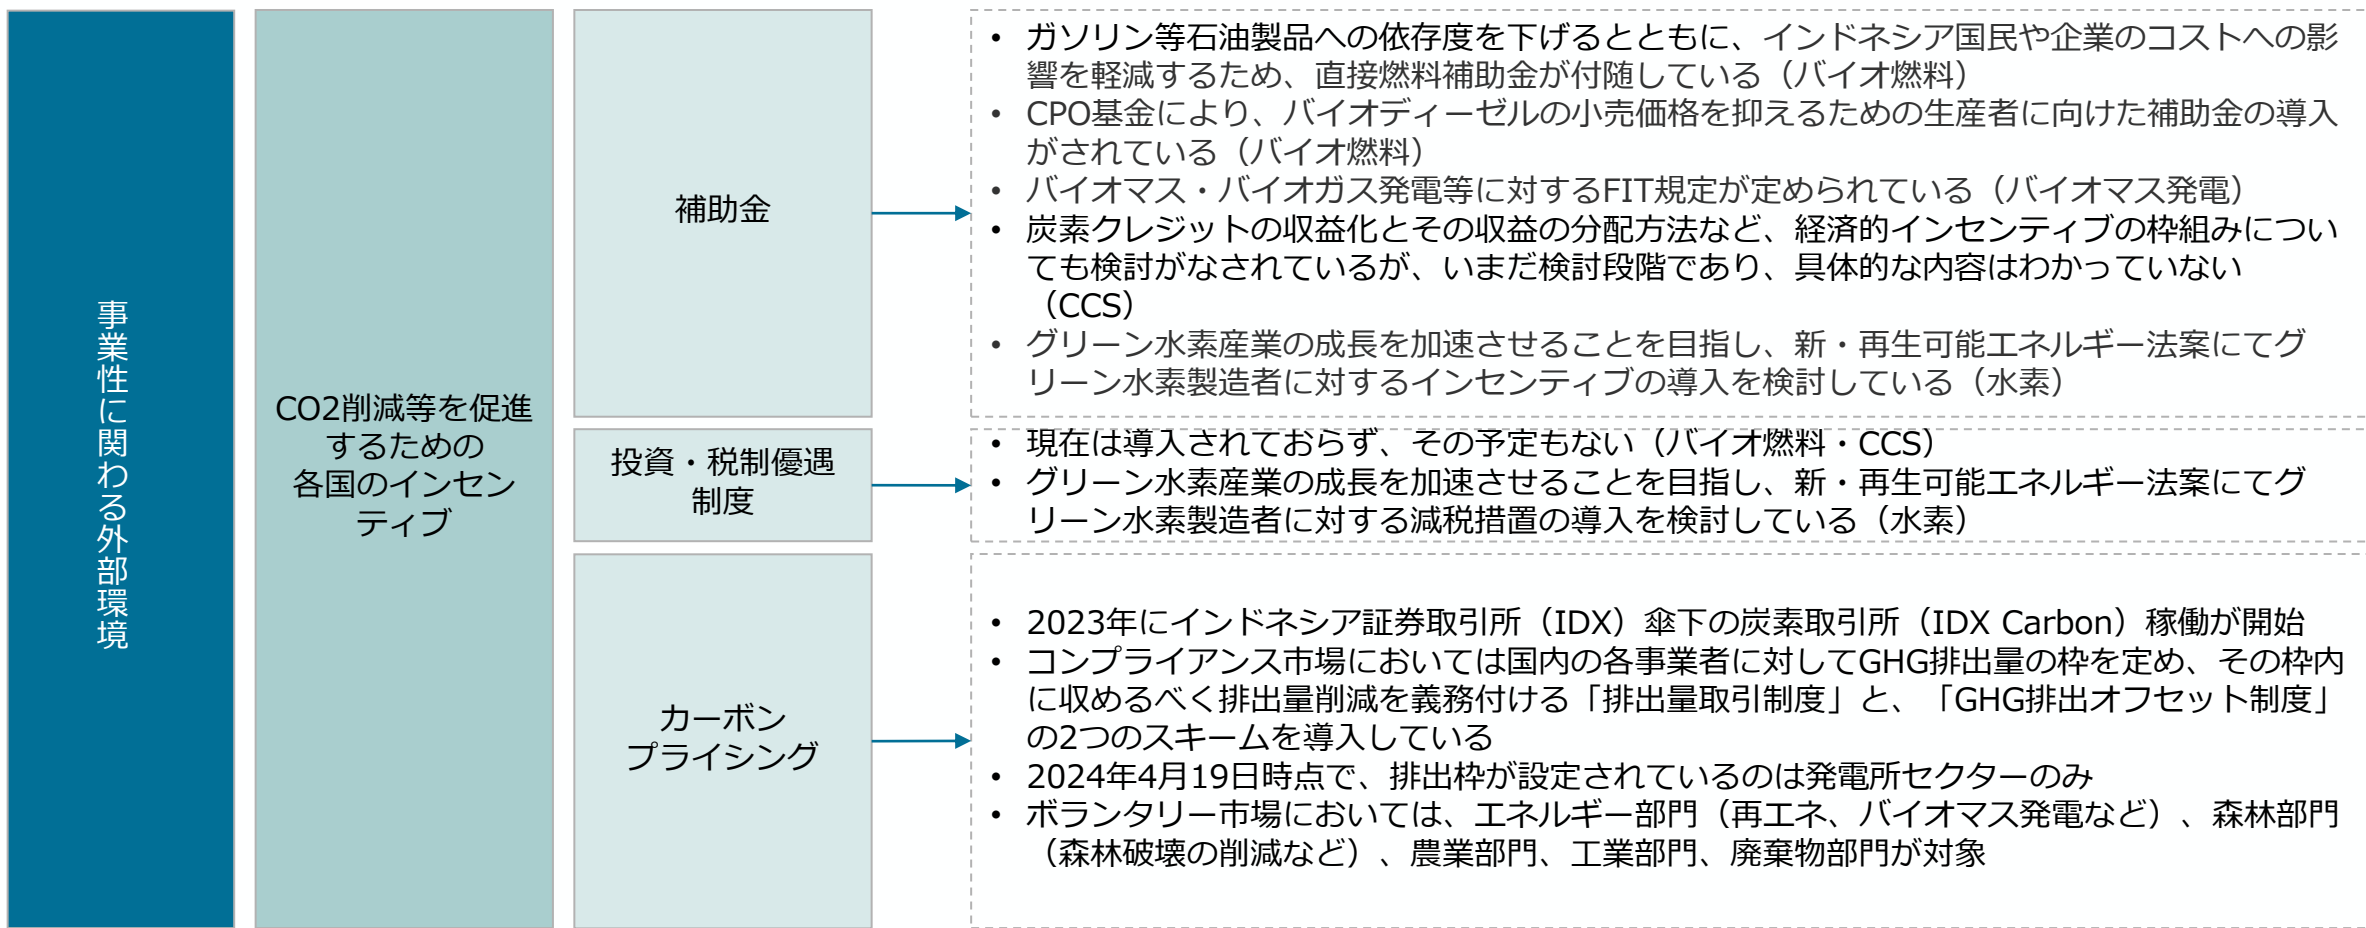 事業性に関わる外部環境
CO2削減等を促進
するための
各国のインセン
ティブ
補助金
• ガソリン等石油製品への依存度を下げるとともに、インドネシア国民や企業のコストへの影
響を軽減するため、直接燃料補助金が付随している（バイオ燃料）
• CPO基金により、バイオディーゼルの小売価格を抑えるための生産者に向けた補助金の導入
がされている（バイオ燃料）
• バイオマス・バイオガス発電等に対するFIT規定が定められている（バイオマス発電）
• 炭素クレジットの収益化とその収益の分配方法など、経済的インセンティブの枠組みについ
ても検討がなされているが、いまだ検討段階であり、具体的な内容はわかっていない
（CCS）
• グリーン水素産業の成長を加速させることを目指し、新・再生可能エネルギー法案にてグ
リーン水素製造者に対するインセンティブの導入を検討している（水素）
投資・税制優遇
制度
• 現在は導入されておらず、その予定もない（バイオ燃料・CCS）
• グリーン水素産業の成長を加速させることを目指し、新・再生可能エネルギー法案にてグ
リーン水素製造者に対する減税措置の導入を検討している（水素）
カーボン
プライシング
• 2023年にインドネシア証券取引所（IDX）傘下の炭素取引所（IDX Carbon）稼働が開始
• コンプライアンス市場においては国内の各事業者に対してGHG排出量の枠を定め、その枠内
に収めるべく排出量削減を義務付ける「排出量取引制度」と、「GHG排出オフセット制度」
の2つのスキームを導入している
• 2024年4月19日時点で、排出枠が設定されているのは発電所セクターのみ
• ボランタリー市場においては、エネルギー部門（再エネ、バイオマス発電など）、森林部門
（森林破壊の削減など）、農業部門、工業部門、廃棄物部門が対象